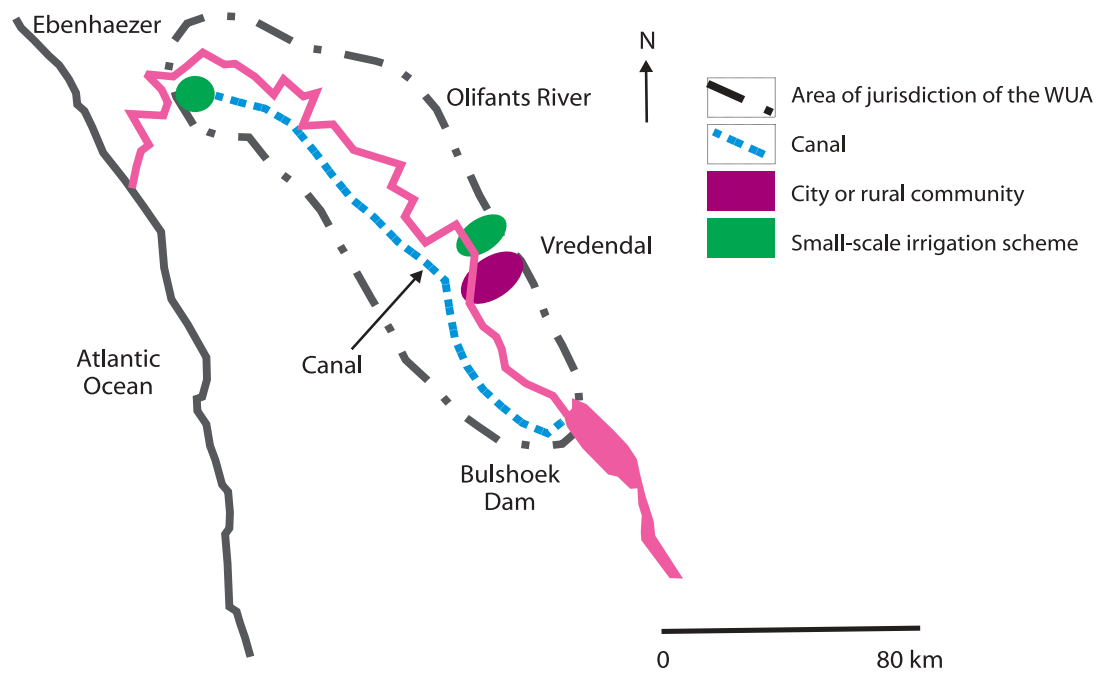 Ebenhaezer
N
Olifants River
Area of jurisdiction of the WUA
Canal
City or rural community
Small-scale irrigation scheme
Vredendal
Canal
Atlantic
Ocean
Bulshoek
Dam
0
80 km